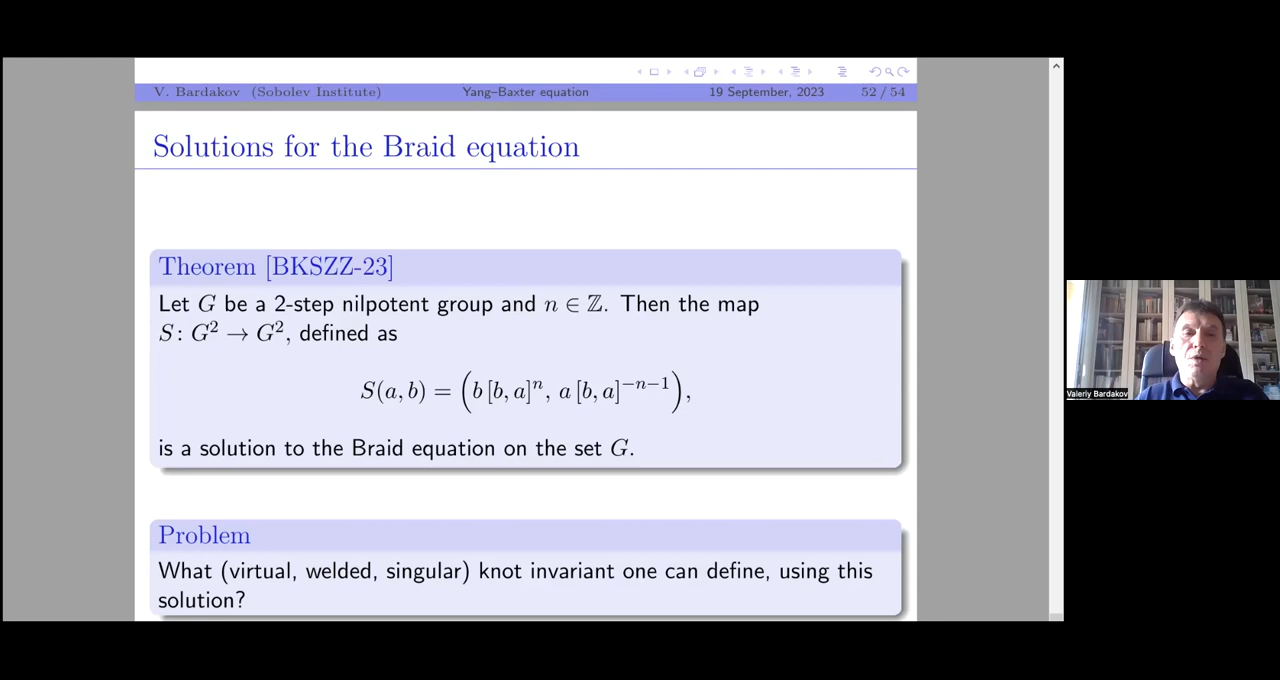 V. Bardakov (Sobolev Institute) Yang–Baxter equation 19 September, 2023 52 / 54
Solutions for the Braid equation
Theorem [BKSZZ-23]
Let G be a 2-step nilpotent group and n ∈ ℤ. Then the map
S: G² → G², defined as
S(a, b) = (b [b, a]ⁿ, a [b, a]⁻ⁿ⁻¹),
is a solution to the Braid equation on the set G.
Problem
What (virtual, welded, singular) knot invariant one can define, using this
solution?
Valeriy Bardakov